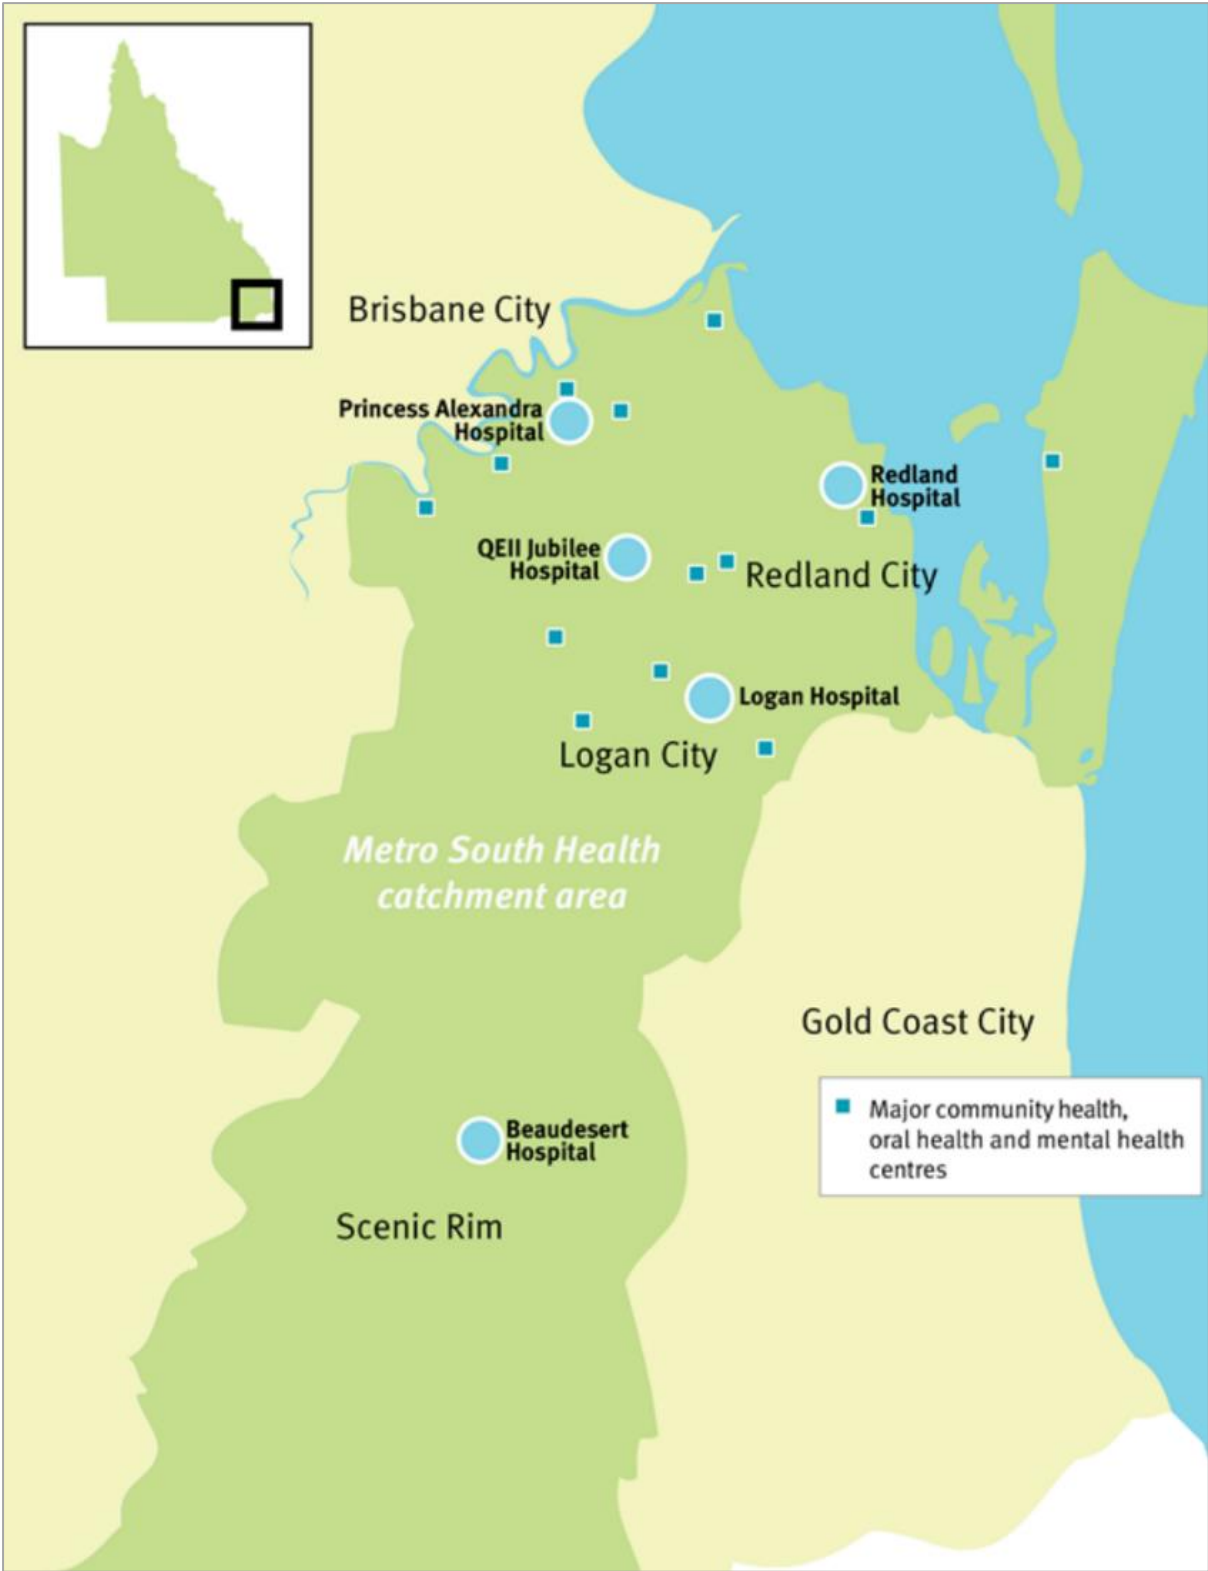 Brisbane City
Princess Alexandra
Hospital
Redland
Hospital
QEII Jubilee
Hospital
Redland City
Logan Hospital
Logan City
Metro South Health
catchment area
Gold Coast City
Major community health,
oral health and mental health
centres
Beaudesert
Hospital
Scenic Rim